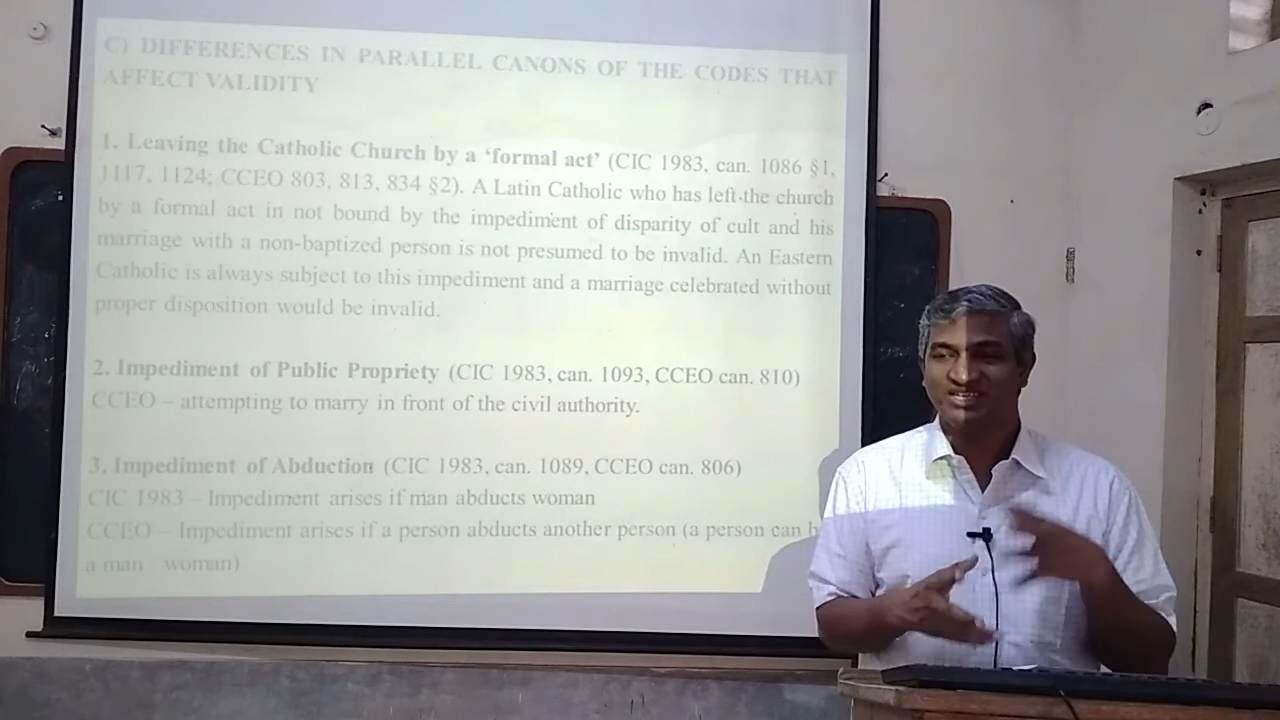 C) DIFFERENCES IN PARALLEL CANONS OF THE CODES THAT
AFFECT VALIDITY
1. Leaving the Catholic Church by a ‘formal act’ (CIC 1983, can. 1086 §1,
1117, 1124; CCEO 803, 813, 834 §2). A Latin Catholic who has left the church
by a formal act in not bound by the impediment of disparity of cult and his
marriage with a non-baptized person is not presumed to be invalid. An Eastern
Catholic is always subject to this impediment and a marriage celebrated without
proper disposition would be invalid.
2. Impediment of Public Propriety (CIC 1983, can. 1093, CCEO can. 810)
CCEO – attempting to marry in front of the civil authority.
3. Impediment of Abduction (CIC 1983, can. 1089, CCEO can. 806)
CIC 1983 – Impediment arises if man abducts woman
CCEO – Impediment arises if a person abducts another person (a person can
a man woman)